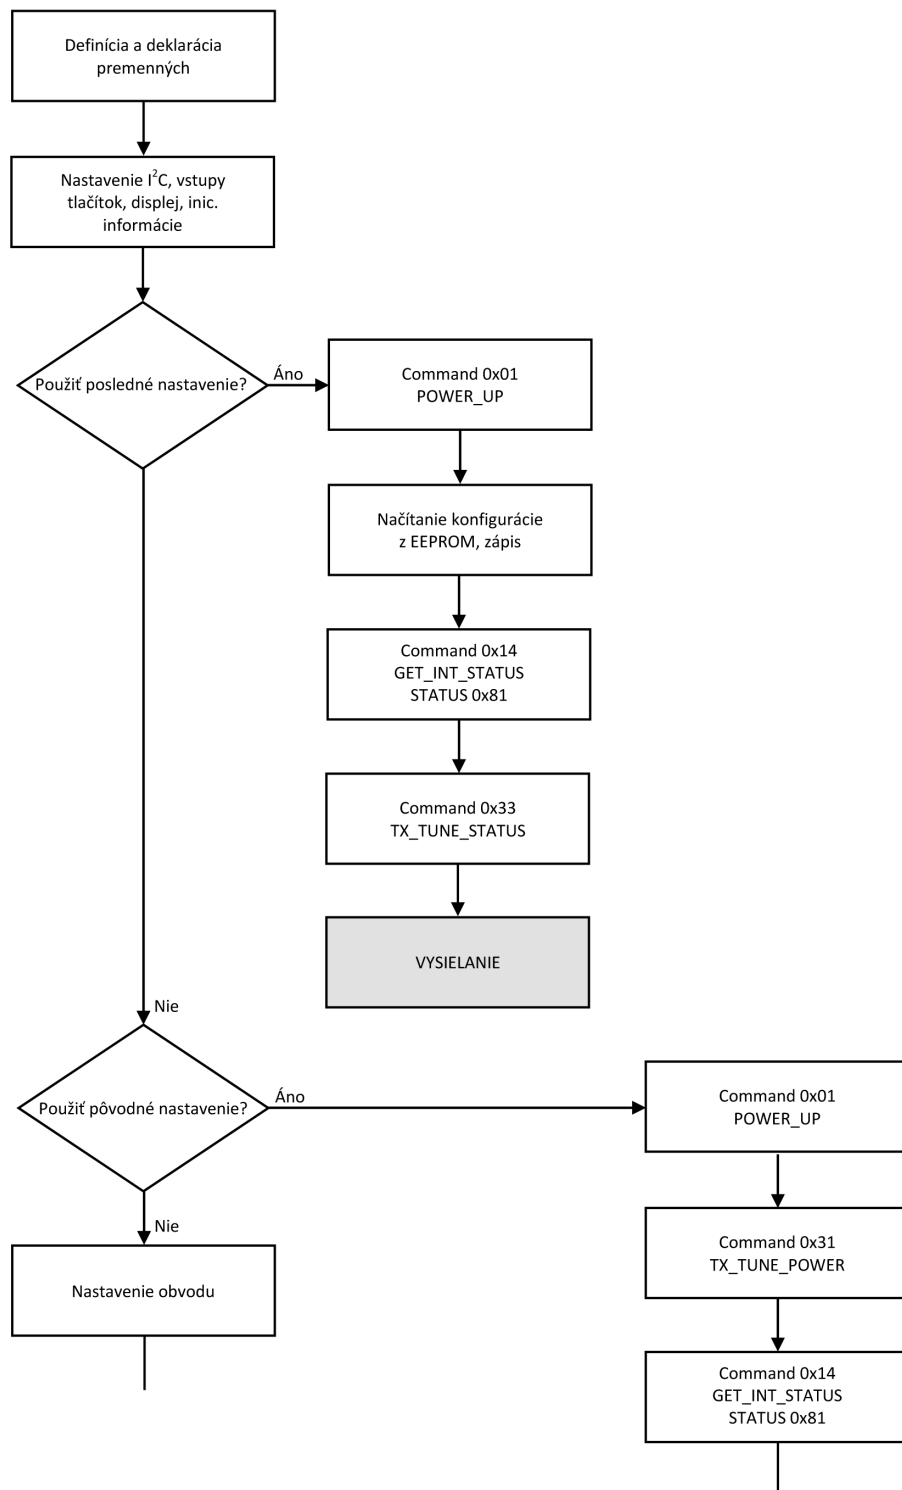 Definícia a deklarácia
premenných
Nastavenie I²C, vstupy
tlačítok, displej, inic.
informácie
Použiť posledné nastavenie?
Áno
Command 0x01
POWER_UP
Načítanie konfigurácie
z EEPROM, zápis
Command 0x14
GET_INT_STATUS
STATUS 0x81
Command 0x33
TX_TUNE_STATUS
VYSIELANIE
Nie
Použiť pôvodné nastavenie?
Áno
Command 0x01
POWER_UP
Nie
Nastavenie obvodu
Command 0x31
TX_TUNE_POWER
Command 0x14
GET_INT_STATUS
STATUS 0x81